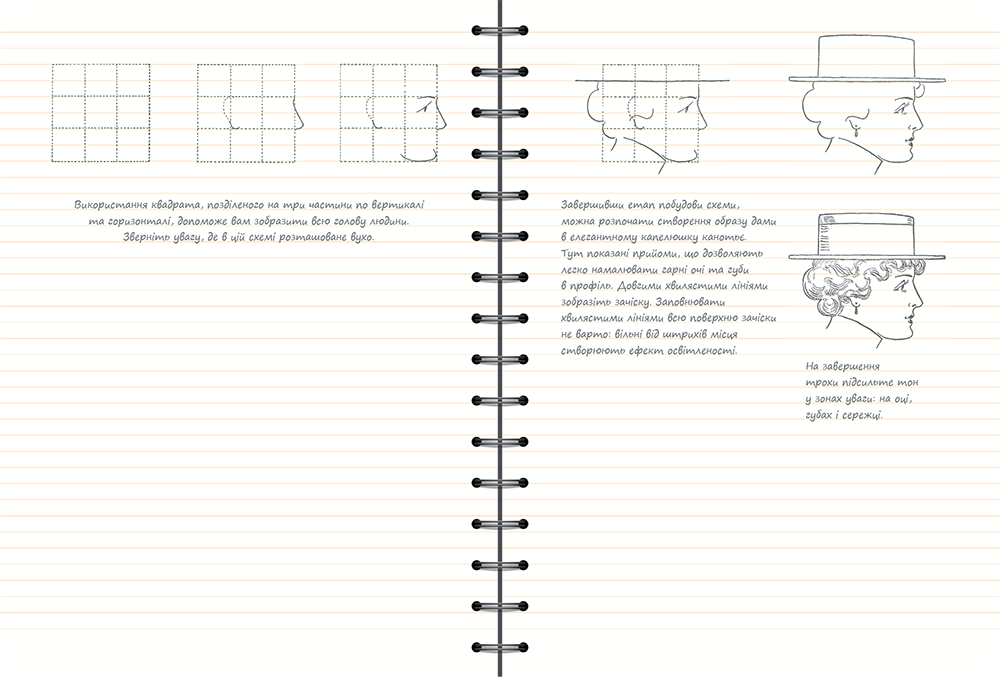 Використання квадрата, позділеного на три частини по вертикалі
та горизонталі, допоможе вам зобразити всю голову людини.
Зверніть увагу, де в цій схемі розташоване вухо.
Завершивши етап побудови схеми,
можна розпочати створення образу дами
в елегантному капелюшку канотьє.
Тут показані прийоми, що дозволяють
легко намалювати гарні очі та губи
в профіль. Довгими хвилястими лініями
зобразіть зачіску. Заповнювати
хвилястими лініями всю поверхню зачіски
не варто: вільні від штрихів місця
створюють ефект освітленості.
На завершення
трохи підсильте тон
у зонах уваги: на оці,
губах і сережці.